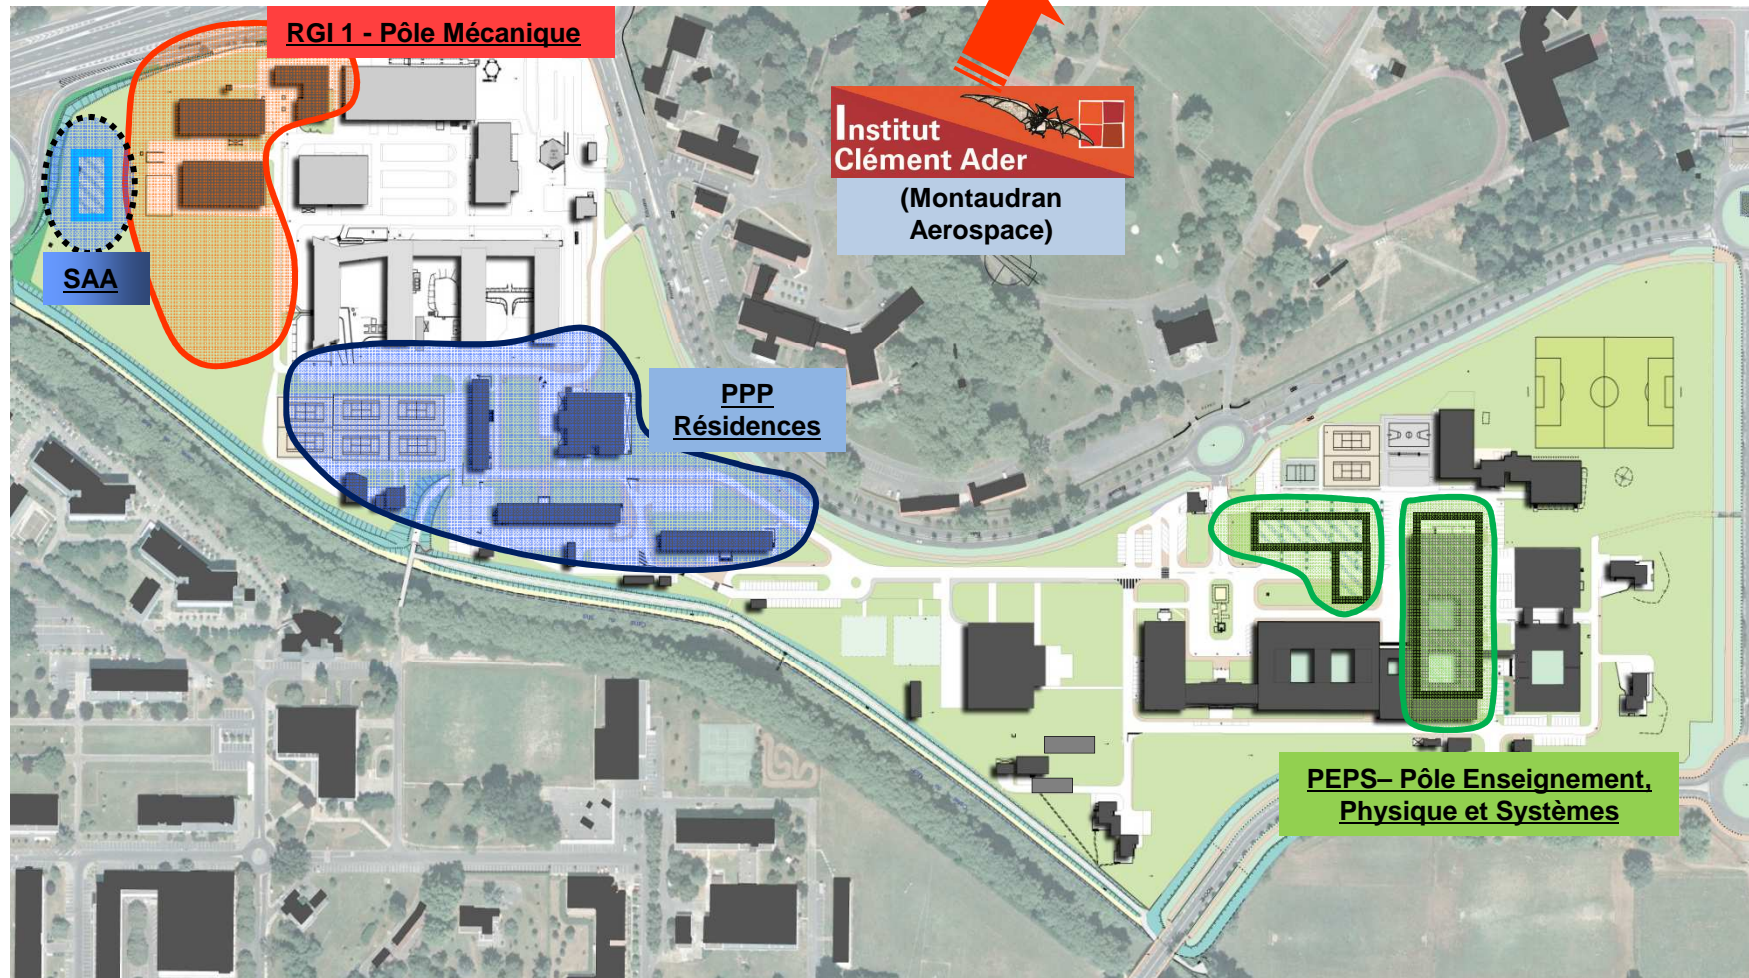 RGI 1 - Pôle Mécanique
Institut
Clément Ader
(Montaudran
Aerospace)
SAA
PPP
Résidences
PEPS– Pôle Enseignement,
Physique et Systèmes